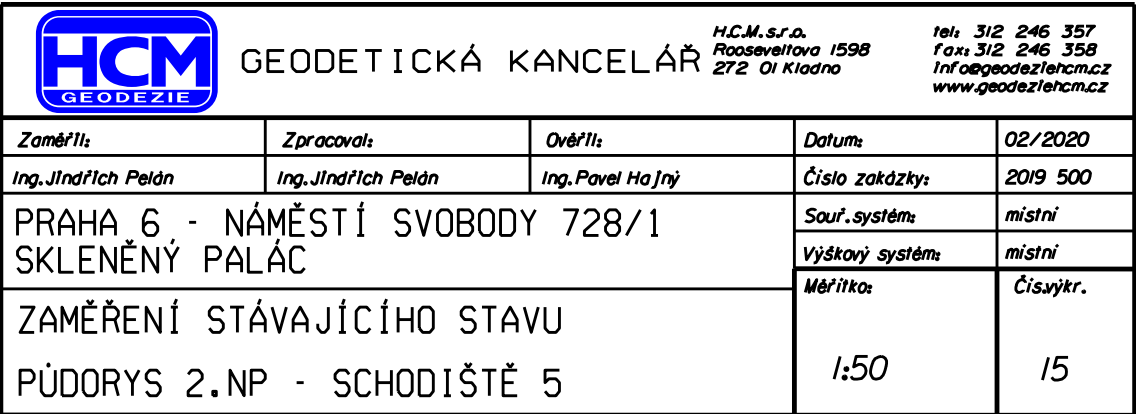 HCM
GEODEZIE
GEODETICKÁ KANCELÁŘ
H.C.M. s.r.o.
Rooseveltova 1598
272 01 Kladno
tel: 312 246 357
fax: 312 246 358
info@geodeziehcm.cz
www.geodeziehcm.cz
Zaměřil: Zpracoval: Ověřil: Datum: 02/2020
Ing. Jindřich Pelán Ing. Jindřich Pelán Ing. Pavel Hajný Číslo zakázky: 2019 500
PRAHA 6 - NÁMĚSTÍ SVOBODY 728/1
SKLENĚNÝ PALÁC
Souř. systém: místní
Výškový systém: místní
ZAMĚŘENÍ STÁVAJÍCÍHO STAVU
PŮDORYS 2.NP - SCHODIŠTĚ 5
Měřítko: Čís.výkr.
1:50 15